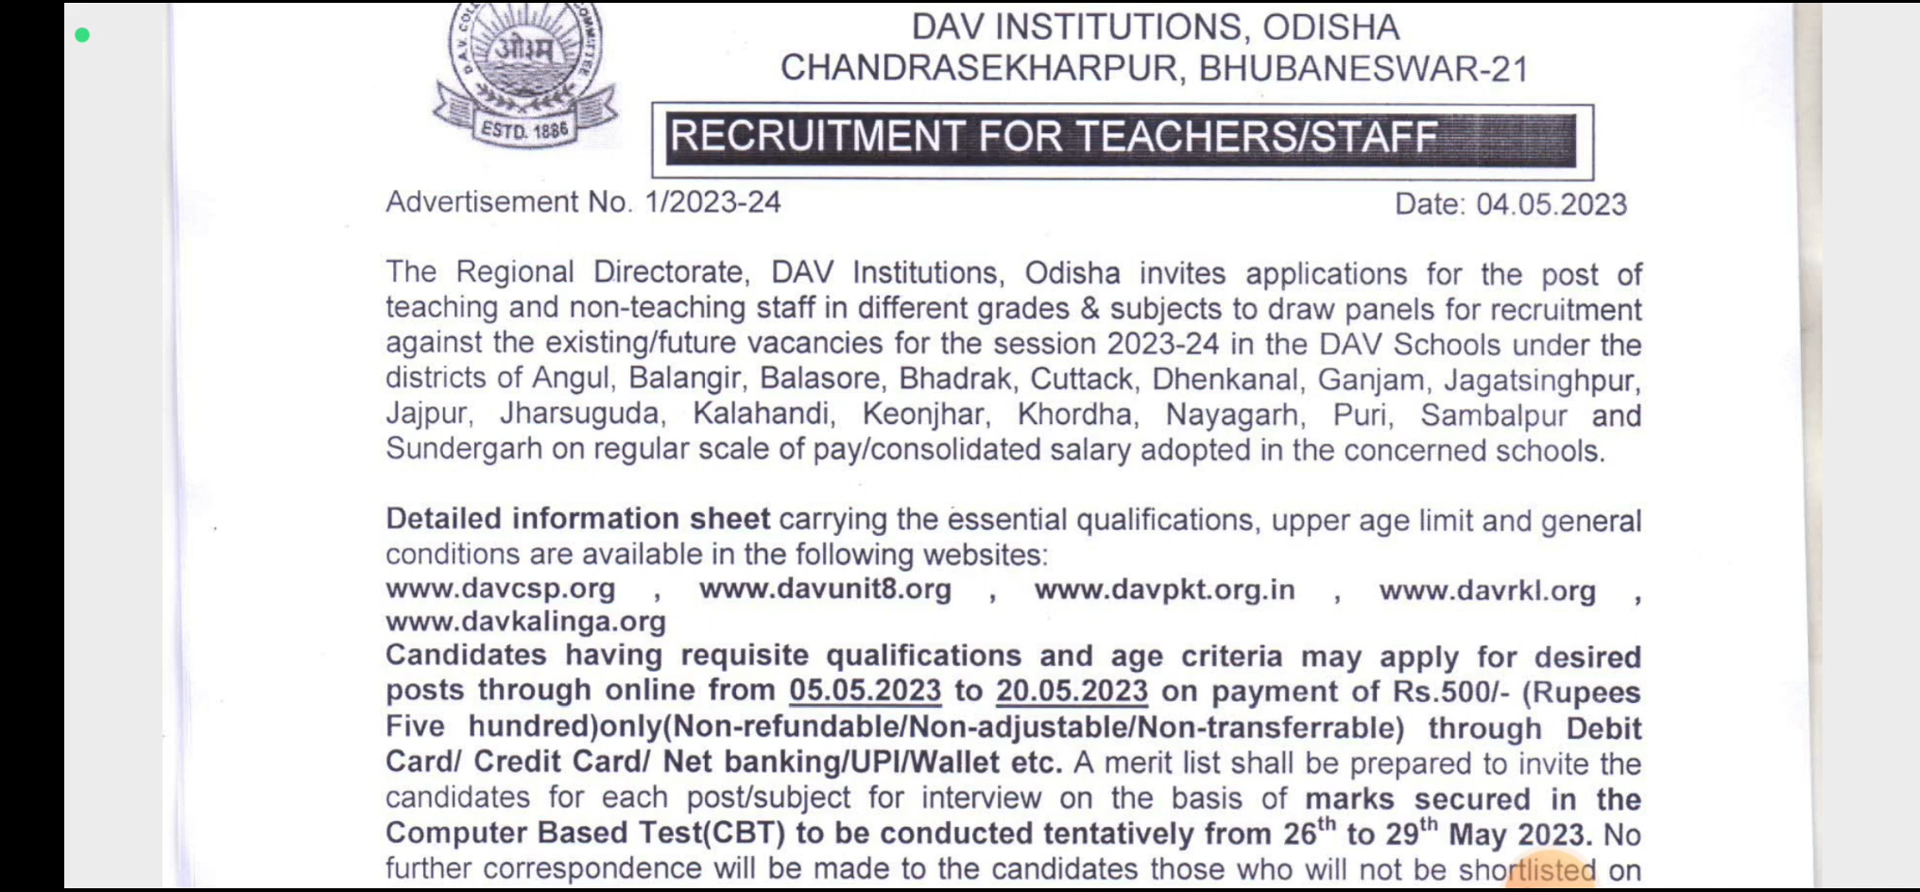 D.A.V. COLL
COMMITTEE
ओ३म्
ESTD. 1886
DAV INSTITUTIONS, ODISHA
CHANDRASEKHARPUR, BHUBANESWAR-21
RECRUITMENT FOR TEACHERS/STAFF
Advertisement No. 1/2023-24 Date: 04.05.2023
The Regional Directorate, DAV Institutions, Odisha invites applications for the post of
teaching and non-teaching staff in different grades & subjects to draw panels for recruitment
against the existing/future vacancies for the session 2023-24 in the DAV Schools under the
districts of Angul, Balangir, Balasore, Bhadrak, Cuttack, Dhenkanal, Ganjam, Jagatsinghpur,
Jajpur, Jharsuguda, Kalahandi, Keonjhar, Khordha, Nayagarh, Puri, Sambalpur and
Sundergarh on regular scale of pay/consolidated salary adopted in the concerned schools.
Detailed information sheet carrying the essential qualifications, upper age limit and general
conditions are available in the following websites:
www.davcsp.org , www.davunit8.org , www.davpkt.org.in , www.davrkl.org ,
www.davkalinga.org
Candidates having requisite qualifications and age criteria may apply for desired
posts through online from 05.05.2023 to 20.05.2023 on payment of Rs.500/- (Rupees
Five hundred)only(Non-refundable/Non-adjustable/Non-transferrable) through Debit
Card/ Credit Card/ Net banking/UPI/Wallet etc. A merit list shall be prepared to invite the
candidates for each post/subject for interview on the basis of marks secured in the
Computer Based Test(CBT) to be conducted tentatively from 26th to 29th May 2023. No
further correspondence will be made to the candidates those who will not be shortlisted on